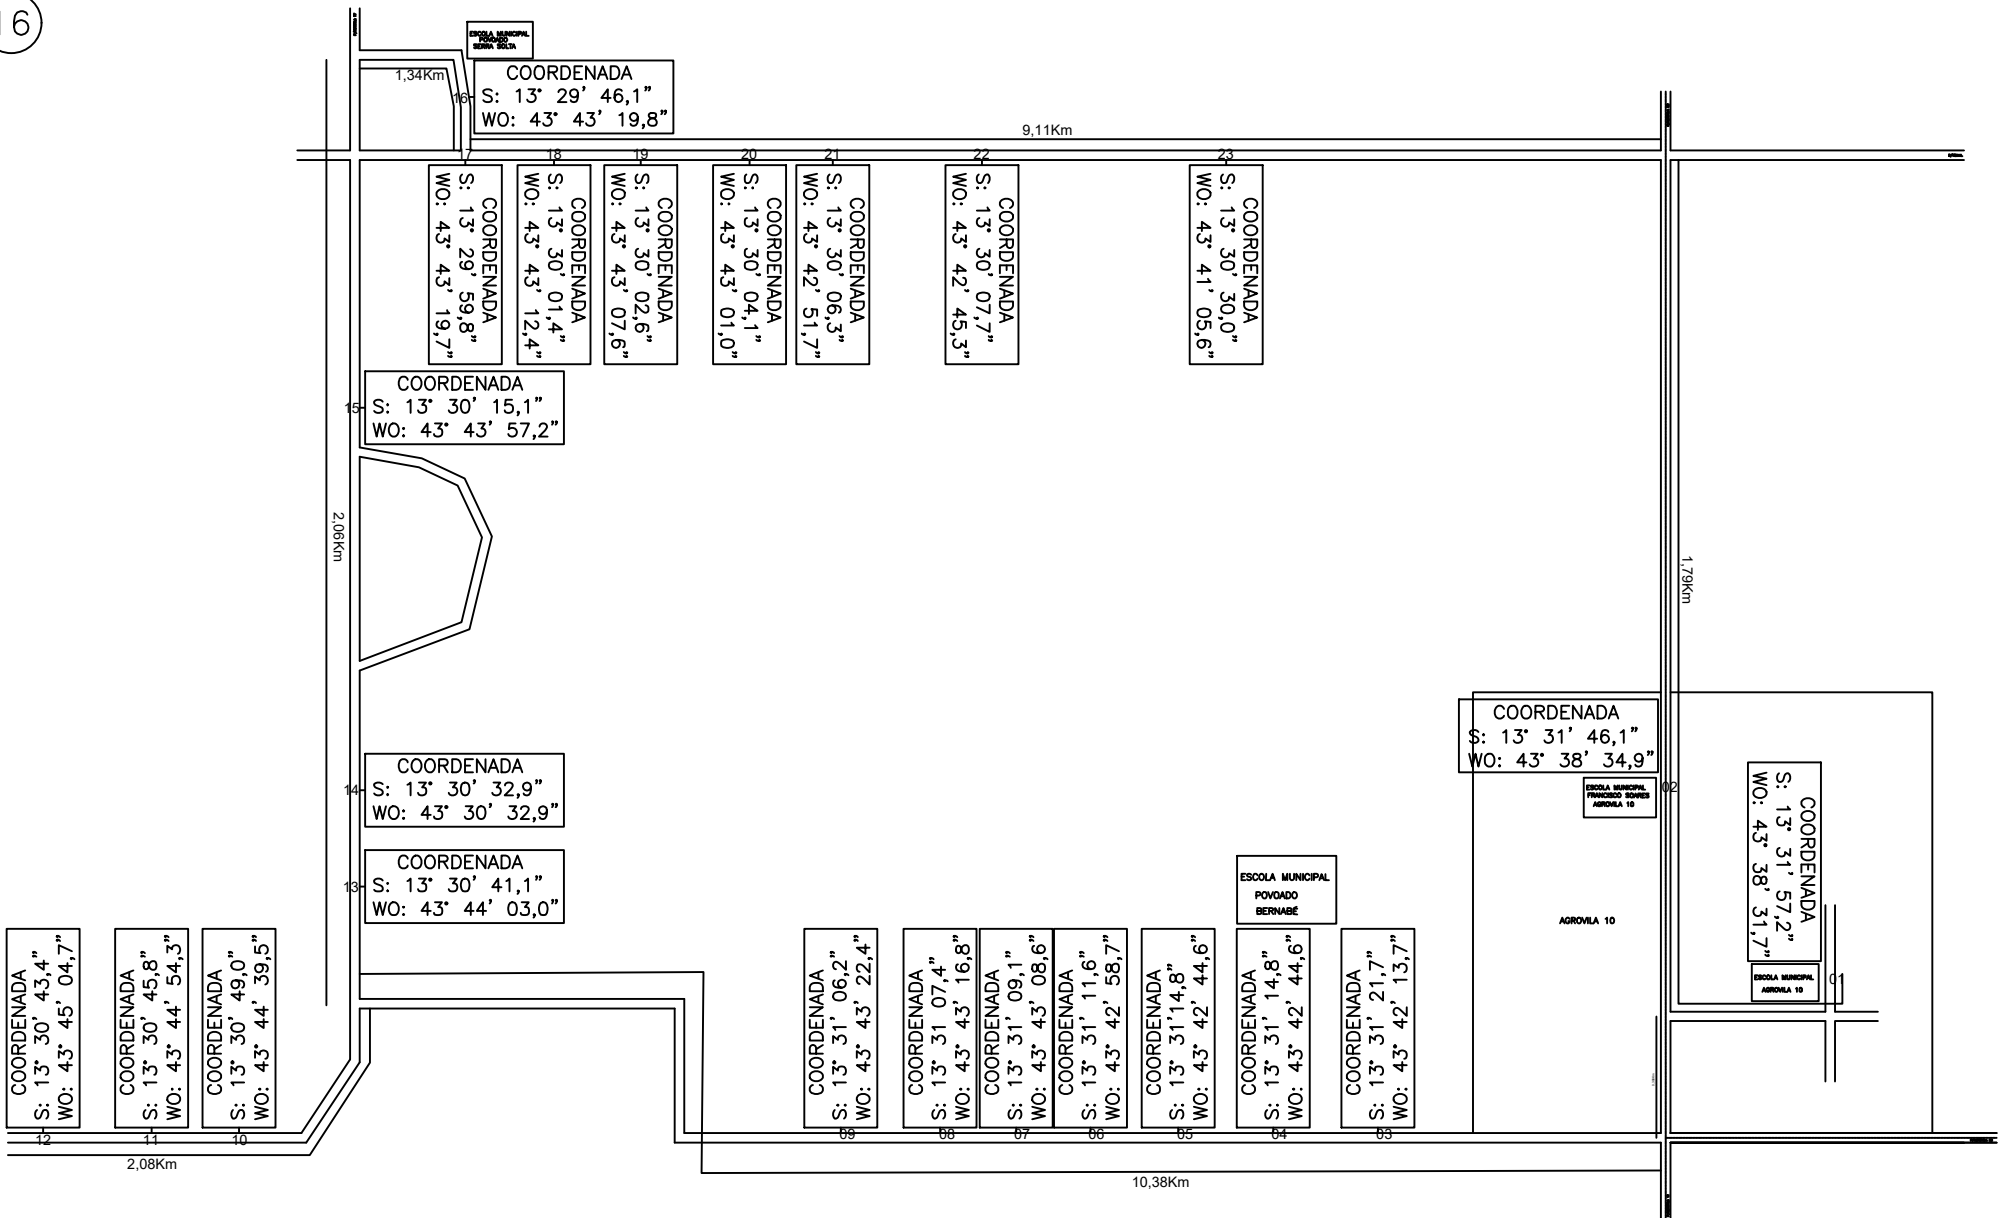 16
ESCOLA MUNICIPAL
POVOADO
SERRA SOLTA
1,34Km
16
COORDENADA
S: 13° 29' 46,1"
WO: 43° 43' 19,8"
9,11Km
17
18
19
20
21
22
23
COORDENADA
S: 13° 29' 59,8"
WO: 43° 43' 19,7"
COORDENADA
S: 13° 30' 01,4"
WO: 43° 43' 12,4"
COORDENADA
S: 13° 30' 02,6"
WO: 43° 43' 07,6"
COORDENADA
S: 13° 30' 04,1"
WO: 43° 43' 01,0"
COORDENADA
S: 13° 30' 06,3"
WO: 43° 42' 51,7"
COORDENADA
S: 13° 30' 07,7"
WO: 43° 42' 45,3"
COORDENADA
S: 13° 30' 30,0"
WO: 43° 41' 05,6"
15
COORDENADA
S: 13° 30' 15,1"
WO: 43° 43' 57,2"
2,06Km
1,79Km
14
COORDENADA
S: 13° 30' 32,9"
WO: 43° 30' 32,9"
13
COORDENADA
S: 13° 30' 41,1"
WO: 43° 44' 03,0"
COORDENADA
S: 13° 31' 46,1"
WO: 43° 38' 34,9"
02
ESCOLA MUNICIPAL
FRANCISCO SOARES
AGROVILA 10
COORDENADA
S: 13° 31' 57,2"
WO: 43° 38' 31,7"
ESCOLA MUNICIPAL
AGROVILA 10
01
AGROVILA 10
ESCOLA MUNICIPAL
POVOADO
BERNABÉ
COORDENADA
S: 13° 30' 43,4"
WO: 43° 45' 04,7"
COORDENADA
S: 13° 30' 45,8"
WO: 43° 44' 54,3"
COORDENADA
S: 13° 30' 49,0"
WO: 43° 44' 39,5"
COORDENADA
S: 13° 31' 06,2"
WO: 43° 43' 22,4"
COORDENADA
S: 13° 31 07,4"
WO: 43° 43' 16,8"
COORDENADA
S: 13° 31' 09,1"
WO: 43° 43' 08,6"
COORDENADA
S: 13° 31' 11,6"
WO: 43° 42' 58,7"
COORDENADA
S: 13° 31'14,8"
WO: 43° 42' 44,6"
COORDENADA
S: 13° 31' 14,8"
WO: 43° 42' 44,6"
COORDENADA
S: 13° 31' 21,7"
WO: 43° 42' 13,7"
12
11
10
09
08
07
06
05
04
03
2,08Km
10,38Km